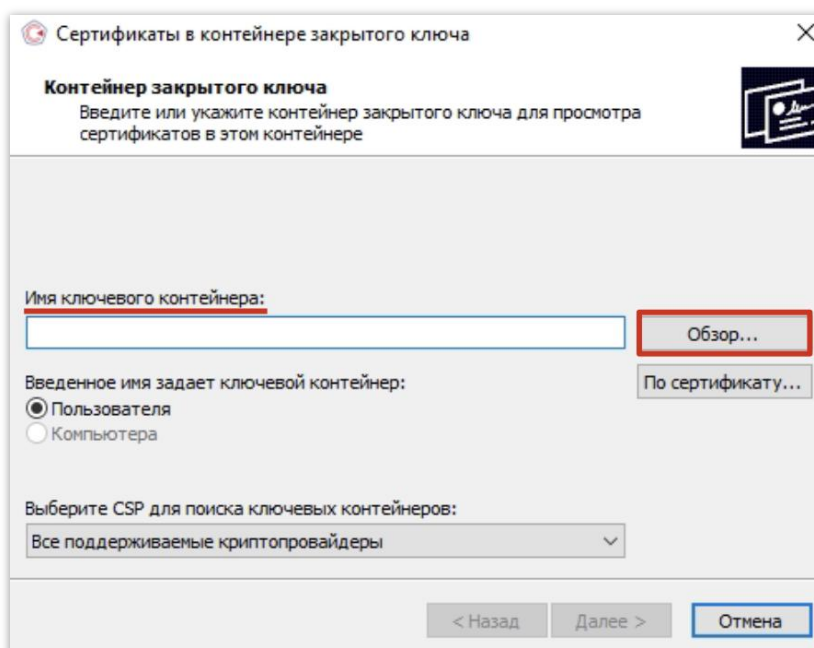 Сертификаты в контейнере закрытого ключа
Контейнер закрытого ключа
Введите или укажите контейнер закрытого ключа для просмотра
сертификатов в этом контейнере
Имя ключевого контейнера:
Обзор...
Введенное имя задает ключевой контейнер:
По сертификату...
Пользователя
Компьютера
Выберите CSP для поиска ключевых контейнеров:
Все поддерживаемые криптопровайдеры
< Назад
Далее >
Отмена